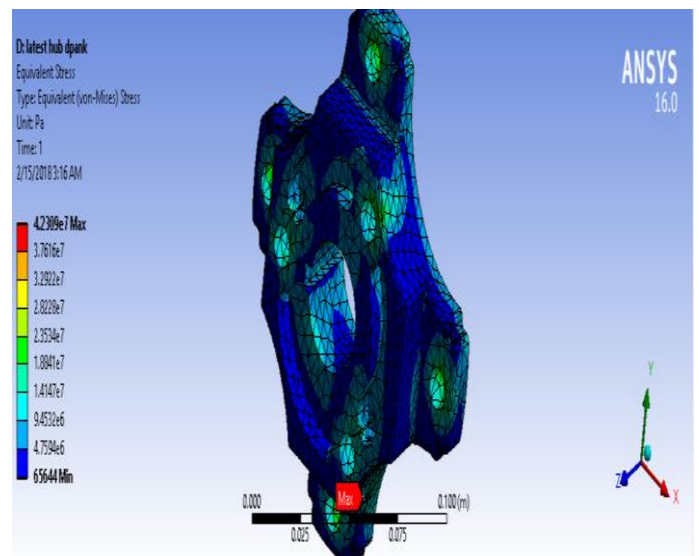 D: latest hub dpank
Equivalent Stress
Type: Equivalent (von-Mises) Stress
Unit: Pa
Time: 1
2/15/2018 3:16 AM
4.2309e7 Max
3.7616e7
3.2922e7
2.8228e7
2.3534e7
1.8841e7
1.4147e7
9.4532e6
4.7594e6
65644 Min
ANSYS
16.0
Max
0.000
0.100 (m)
0.025
0.075
Y
Z
X